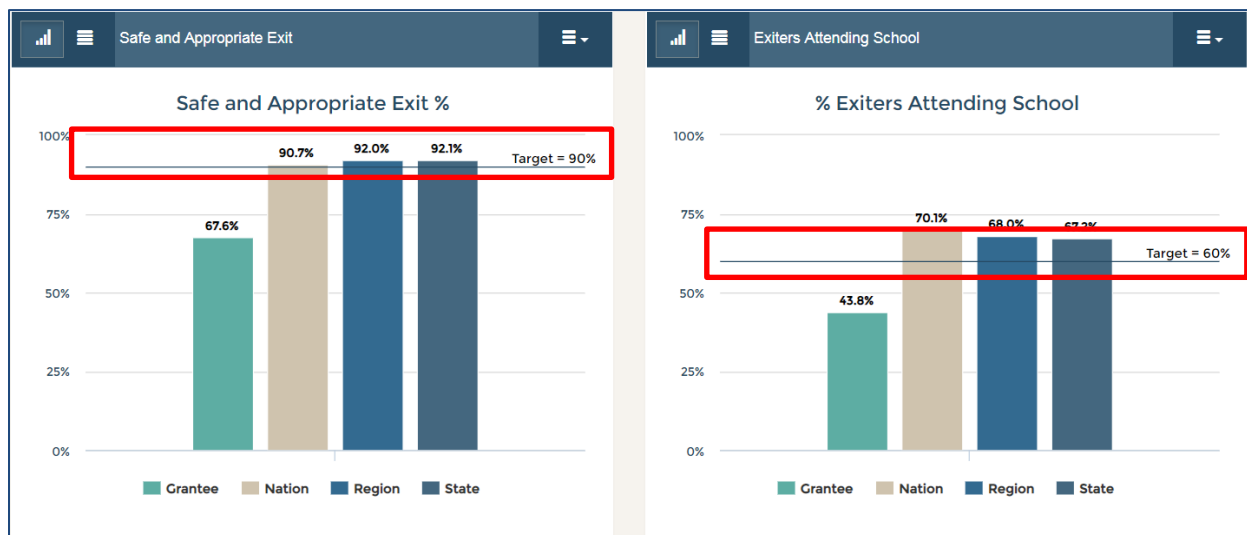 Safe and Appropriate Exit
Safe and Appropriate Exit %
100%
90.7%
92.0%
92.1%
Target = 90%
75%
67.6%
50%
25%
0%
Grantee Nation Region State
Exiters Attending School
% Exiters Attending School
100%
75%
70.1%
68.0%
67.2%
Target = 60%
50%
43.8%
25%
0%
Grantee Nation Region State